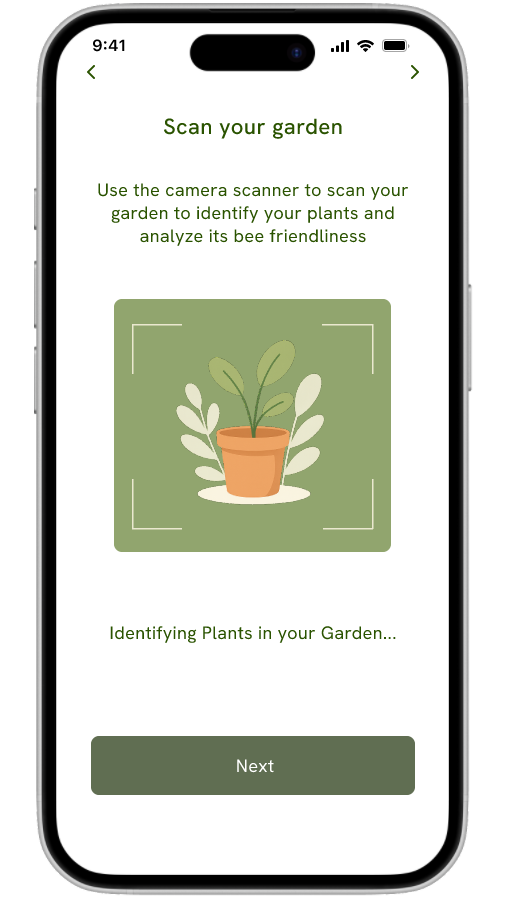 9:41
Scan your garden
Use the camera scanner to scan your
garden to identify your plants and
analyze its bee friendliness
Identifying Plants in your Garden...
Next